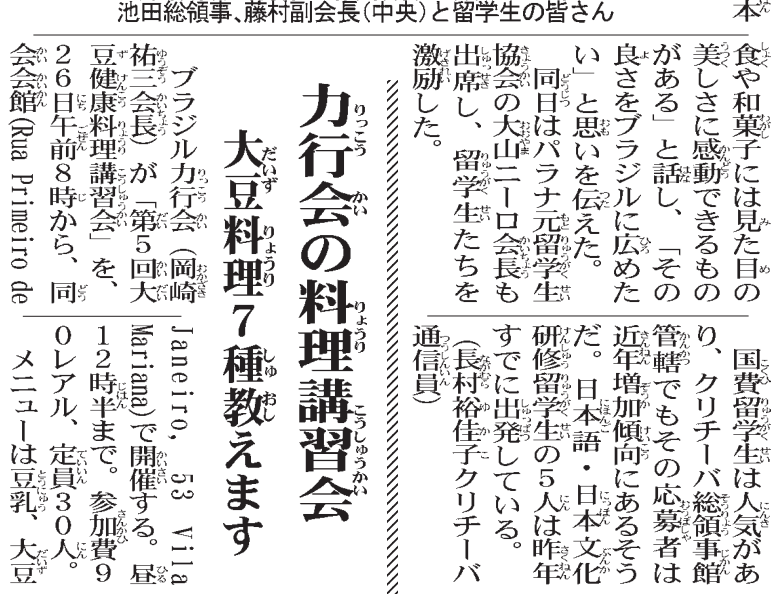 池田総領事、藤村副会長(中央)と留学生の皆さん
本
食や和菓子には見た目の
美しさに感動できるもの
がある」と話し、「その
良さをブラジルに広めた
い」と思いを伝えた。
同日はパラナ元留学生
協会の大山ニーロ会長も
出席し、留学生たちを
激励した。
国費留学生は人気があ
り、クリチーバ総領事館
管轄でもその応募者は
近年増加傾向にあるそう
だ。日本語・日本文化
研修留学生の5人は昨年
すでに出発している。
(長村裕佳子クリチーバ
通信員)
力行会の料理講習会
大豆料理7種教えます
ブラジル力行会(岡崎
祐三会長)が「第5回大
豆健康料理講習会」を、
26日午前8時から、同
会会館(Rua Primeiro de
Janeiro, 53 Vila
Mariana)で開催する。昼
12時半まで。参加費9
0レアル、定員30人。
メニューは豆乳、大豆